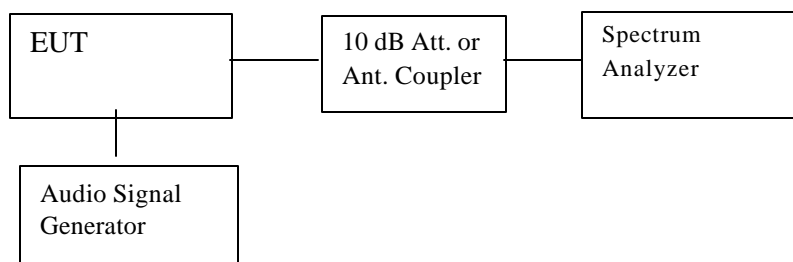 EUT
10 dB Att. or
Ant. Coupler
Spectrum
Analyzer
Audio Signal
Generator